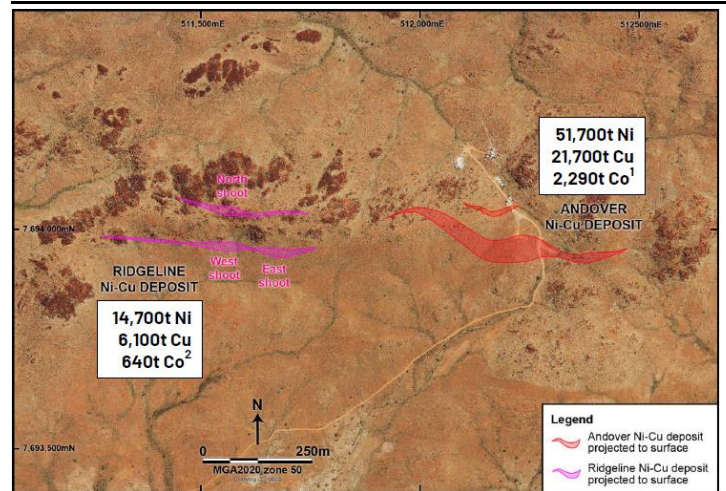 511,500mE
512,000mE
512,500mE
51,700t Ni
21,700t Cu
2,290t Co1
ANDOVER
Ni-Cu DEPOSIT
North
shoot
7,694,000mN
West
shoot
East
shoot
RIDGELINE
Ni-Cu DEPOSIT
14,700t Ni
6,100t Cu
640t Co2
N
0 250m
MGA2020 zone 50
7,693,500mN
Legend
Andover Ni-Cu deposit
projected to surface
Ridgeline Ni-Cu deposit
projected to surface